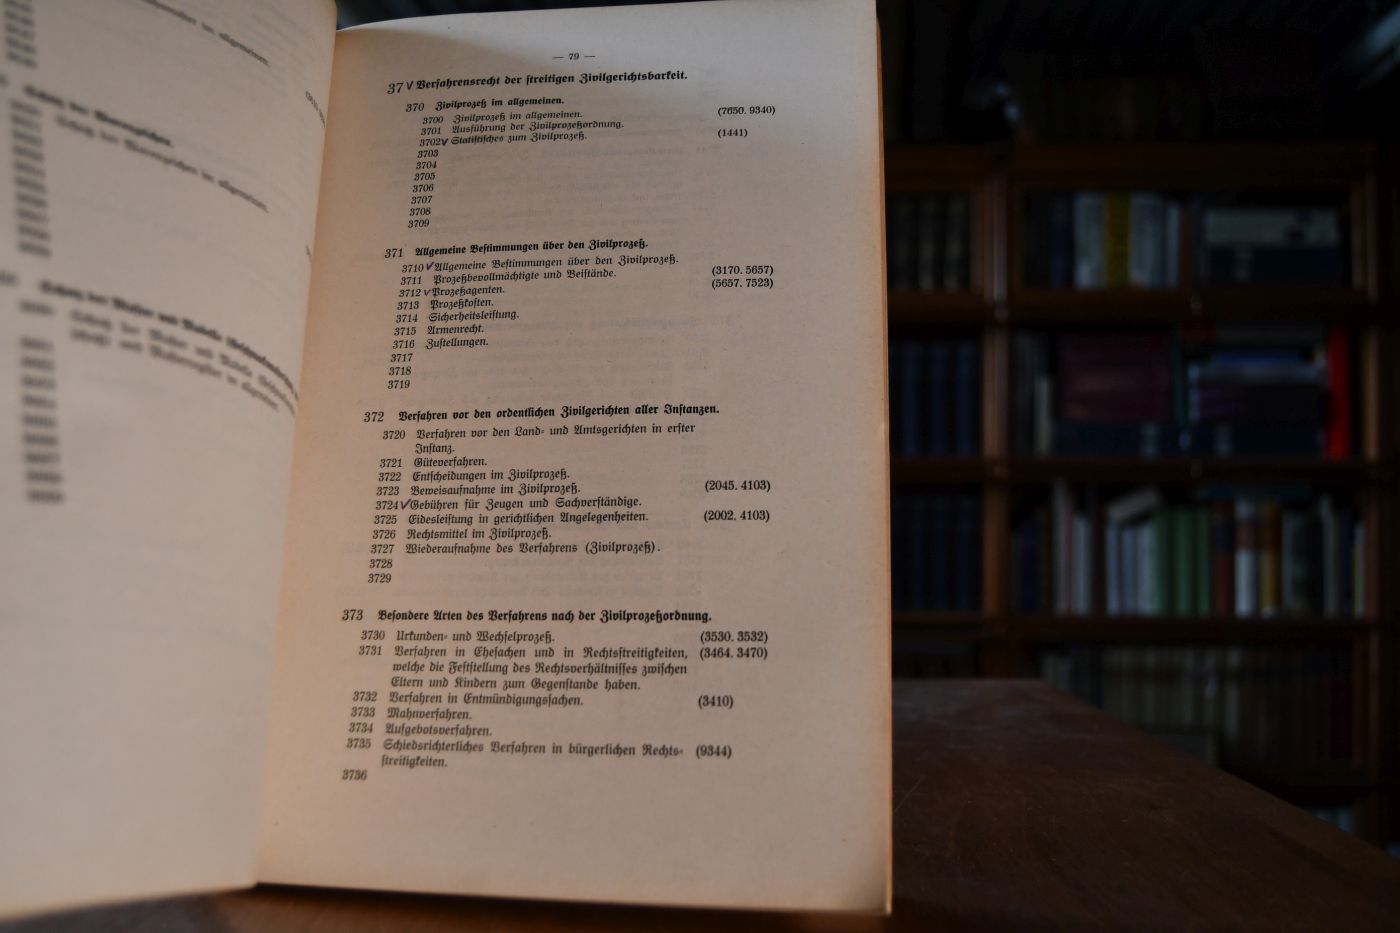 — 79 —
37 ✓ Verfahrensrecht der streitigen Zivilgerichtsbarkeit.
370 Zivilprozeß im allgemeinen.
3700 Zivilprozeß im allgemeinen. (7650. 9340)
3701 Ausführung der Zivilprozeßordnung.
3702 ✓ Statistisches zum Zivilprozeß. (1441)
3703
3704
3705
3706
3707
3708
3709
371 Allgemeine Bestimmungen über den Zivilprozeß.
3710 ✓ Allgemeine Bestimmungen über den Zivilprozeß.
3711 Prozeßbevollmächtigte und Beistände. (3170. 5657)
3712 ✓ Prozeßagenten. (5657. 7523)
3713 Prozeßkosten.
3714 Sicherheitsleistung.
3715 Armenrecht.
3716 Zustellungen.
3717
3718
3719
372 Verfahren vor den ordentlichen Zivilgerichten aller Instanzen.
3720 Verfahren vor den Land- und Amtsgerichten in erster
Instanz.
3721 Güteverfahren.
3722 Entscheidungen im Zivilprozeß.
3723 Beweisaufnahme im Zivilprozeß. (2045. 4103)
3724 ✓ Gebühren für Zeugen und Sachverständige.
3725 Eidesleistung in gerichtlichen Angelegenheiten. (2002. 4103)
3726 Rechtsmittel im Zivilprozeß.
3727 Wiederaufnahme des Verfahrens (Zivilprozeß).
3728
3729
373 Besondere Arten des Verfahrens nach der Zivilprozeßordnung.
3730 Urkunden- und Wechselprozeß. (3530. 3532)
3731 Verfahren in Ehesachen und in Rechtsstreitigkeiten, (3464. 3470)
welche die Feststellung des Rechtsverhältnisses zwischen
Eltern und Kindern zum Gegenstande haben.
3732 Verfahren in Entmündigungssachen. (3410)
3733 Mahnverfahren.
3734 Aufgebotsverfahren.
3735 Schiedsrichterliches Verfahren in bürgerlichen Rechts- (9344)
streitigkeiten.
3736